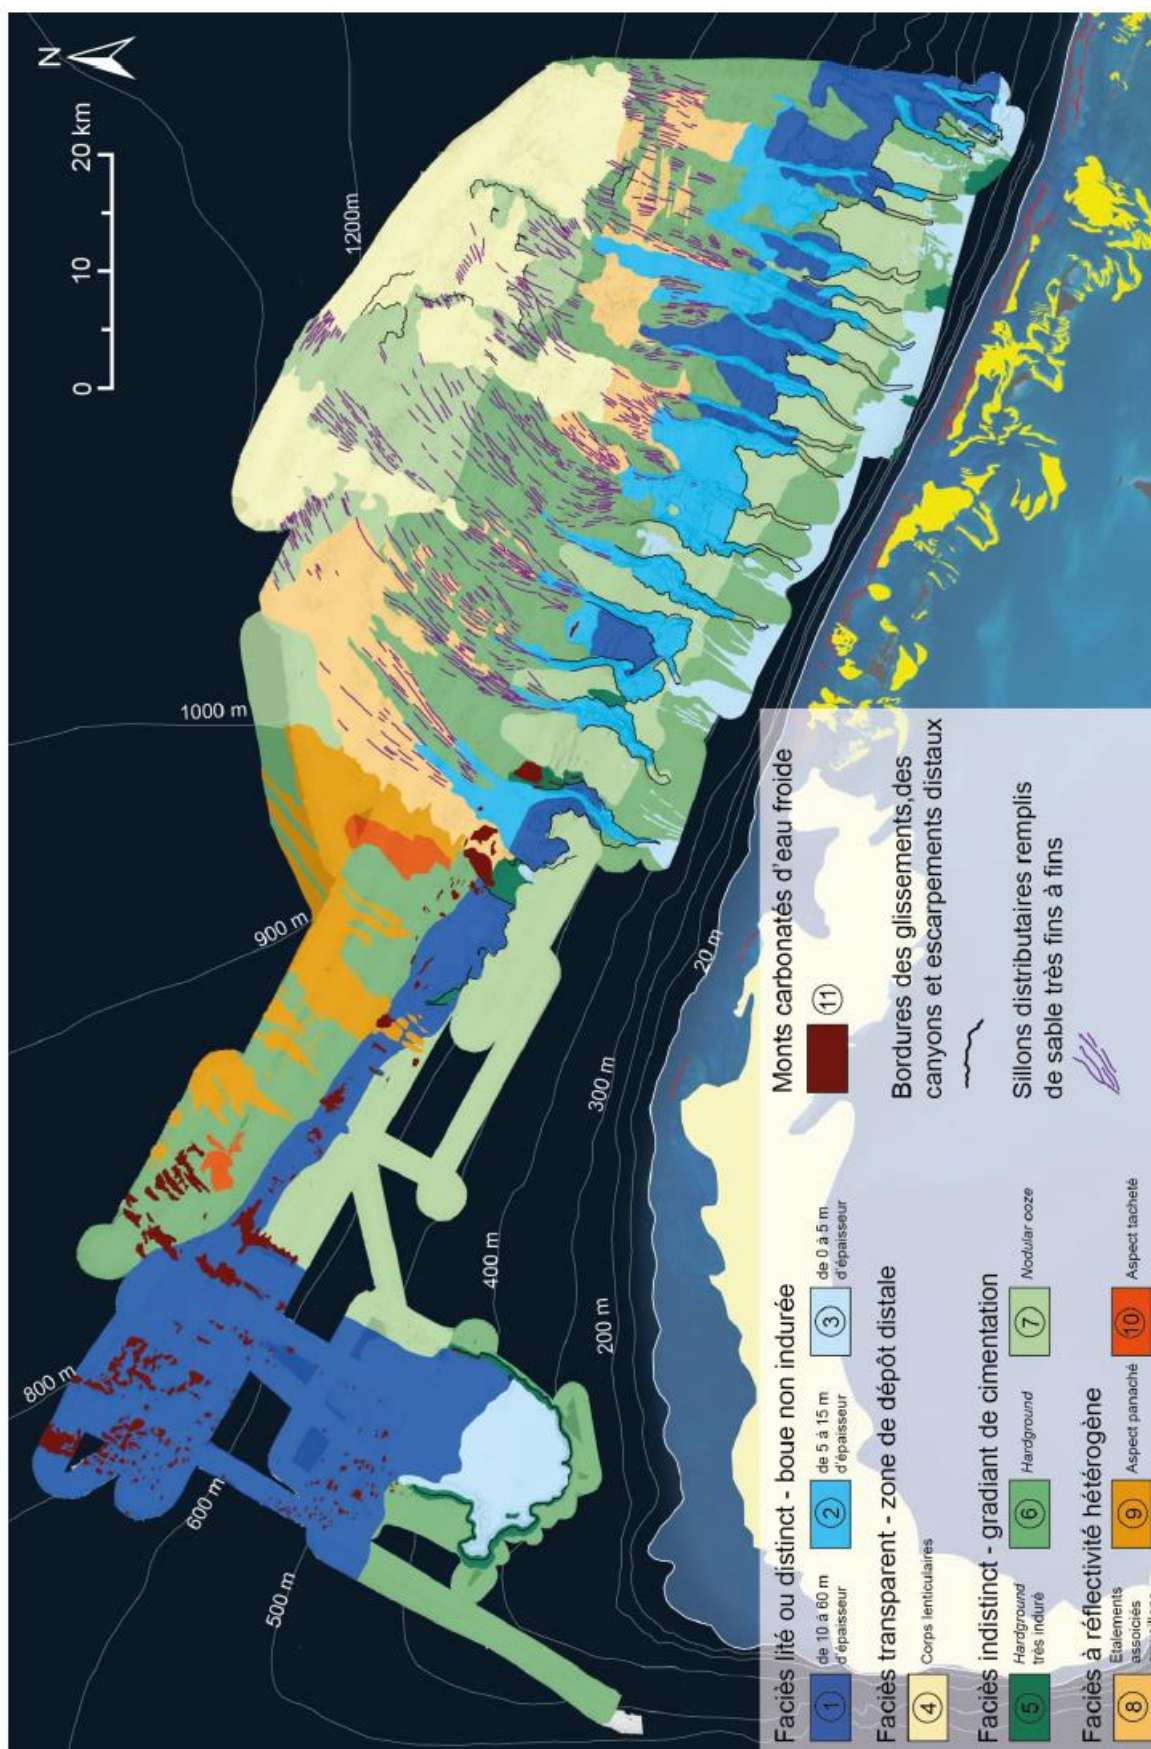 N
0 10 20 km
1200m
1000 m
900 m
800 m
600 m
500 m
400 m
300 m
200 m
20 m
Faciès lité ou distinct - boue non indurée
1 de 10 à 60 m
d'épaisseur
2 de 5 à 15 m
d'épaisseur
3 de 0 à 5 m
d'épaisseur
Faciès transparent - zone de dépôt distale
4 Corps lenticulaires
Faciès indistinct - gradiant de cimentation
5 Hardground
très induré
6 Hardground
7 Nodular ooze
Faciès à réflectivité hétérogène
8 Etalements
assoiciés
9 Aspect panaché
10 Aspect tacheté
11 Monts carbonatés d'eau froide
Bordures des glissements,des
canyons et escarpements distaux
Sillons distributaires remplis
de sable très fins à fins